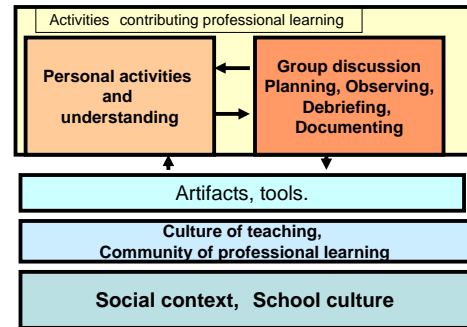 Activities contributing professional learning
Personal activities
and
understanding
Group discussion
Planning, Observing,
Debriefing,
Documenting
Artifacts, tools.
Culture of teaching,
Community of professional learning
Social context, School culture